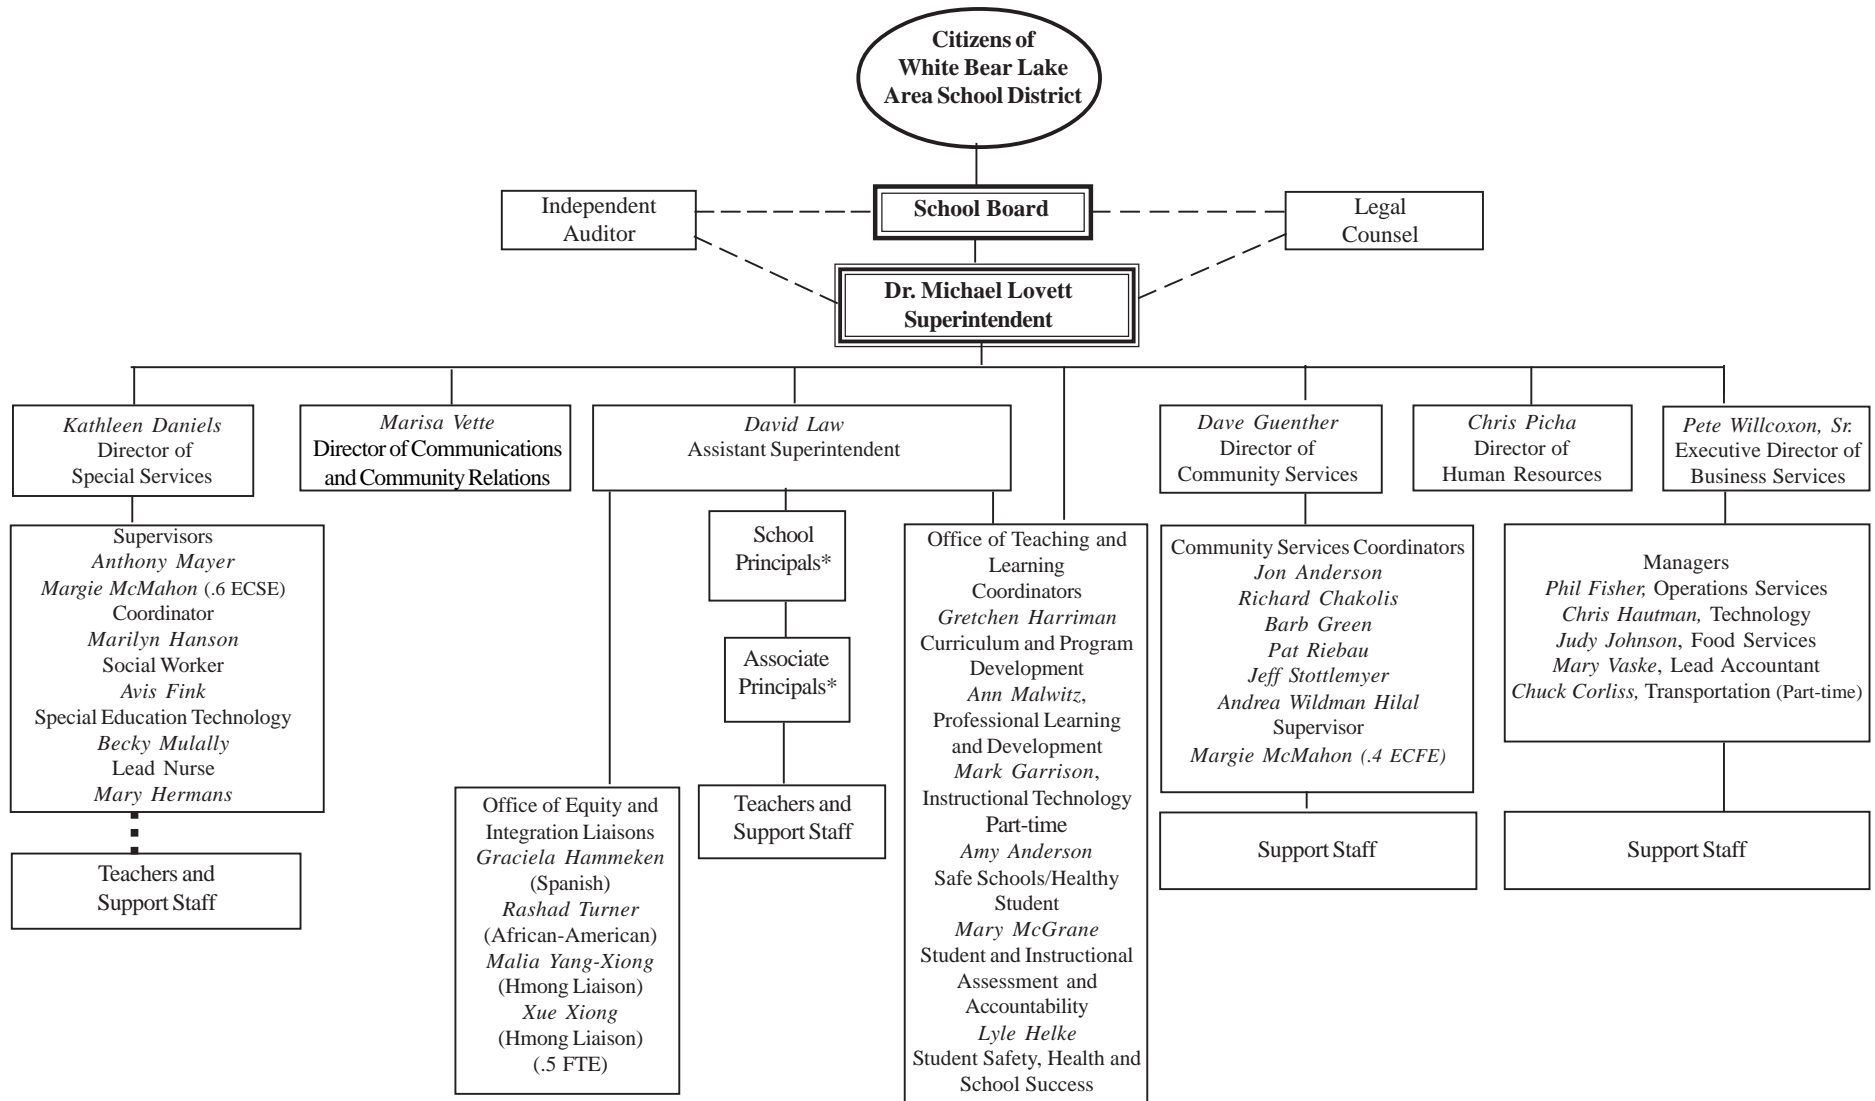 Citizens of
White Bear Lake
Area School District
Independent
Auditor
School Board
Legal
Counsel
Dr. Michael Lovett
Superintendent
Kathleen Daniels
Director of
Special Services
Marisa Vette
Director of Communications
and Community Relations
David Law
Assistant Superintendent
Dave Guenther
Director of
Community Services
Chris Picha
Director of
Human Resources
Pete Willcoxon, Sr.
Executive Director of
Business Services
Supervisors
Anthony Mayer
Margie McMahon (.6 ECSE)
Coordinator
Marilyn Hanson
Social Worker
Avis Fink
Special Education Technology
Becky Mulally
Lead Nurse
Mary Hermans
Teachers and
Support Staff
Office of Equity and
Integration Liaisons
Graciela Hammeken
(Spanish)
Rashad Turner
(African-American)
Malia Yang-Xiong
(Hmong Liaison)
Xue Xiong
(Hmong Liaison)
(.5 FTE)
School
Principals*
Associate
Principals*
Teachers and
Support Staff
Office of Teaching and
Learning
Coordinators
Gretchen Harriman
Curriculum and Program
Development
Ann Malwitz,
Professional Learning
and Development
Mark Garrison,
Instructional Technology
Part-time
Amy Anderson
Safe Schools/Healthy
Student
Mary McGrane
Student and Instructional
Assessment and
Accountability
Lyle Helke
Student Safety, Health and
School Success
Community Services Coordinators
Jon Anderson
Richard Chakolis
Barb Green
Pat Riebau
Jeff Stottlemyer
Andrea Wildman Hilal
Supervisor
Margie McMahon (.4 ECFE)
Support Staff
Managers
Phil Fisher, Operations Services
Chris Hautman, Technology
Judy Johnson, Food Services
Mary Vaske, Lead Accountant
Chuck Corliss, Transportation (Part-time)
Support Staff